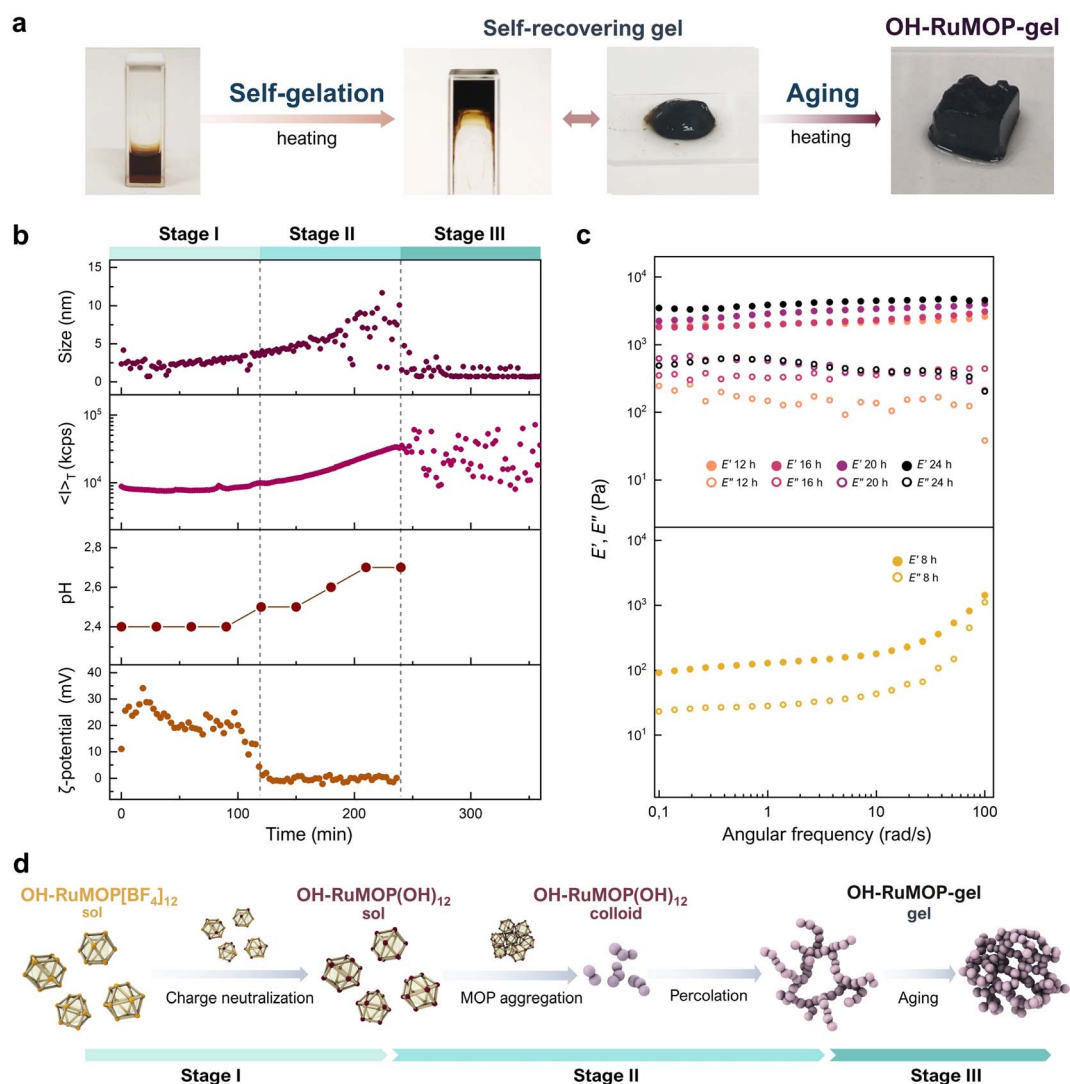 a
Self-recovering gel
OH-RuMOP-gel
Self-gelation
heating
Aging
heating
b
Stage I
Stage II
Stage III
Size (nm)
15
10
5
0
<I>T (kcps)
10⁵
10⁴
pH
2,8
2,6
2,4
ζ-potential (mV)
40
30
20
10
0
0
100
200
300
Time (min)
c
E', E" (Pa)
10⁴
10³
10²
10¹
E' 12 h
E' 16 h
E' 20 h
E' 24 h
E" 12 h
E" 16 h
E" 20 h
E" 24 h
10⁴
10³
10²
10¹
E' 8 h
E" 8 h
0,1
1
10
100
Angular frequency (rad/s)
d
OH-RuMOP[BF₄]₁₂
sol
OH-RuMOP(OH)₁₂
sol
OH-RuMOP(OH)₁₂
colloid
OH-RuMOP-gel
gel
Charge neutralization
MOP aggregation
Percolation
Aging
Stage I
Stage II
Stage III